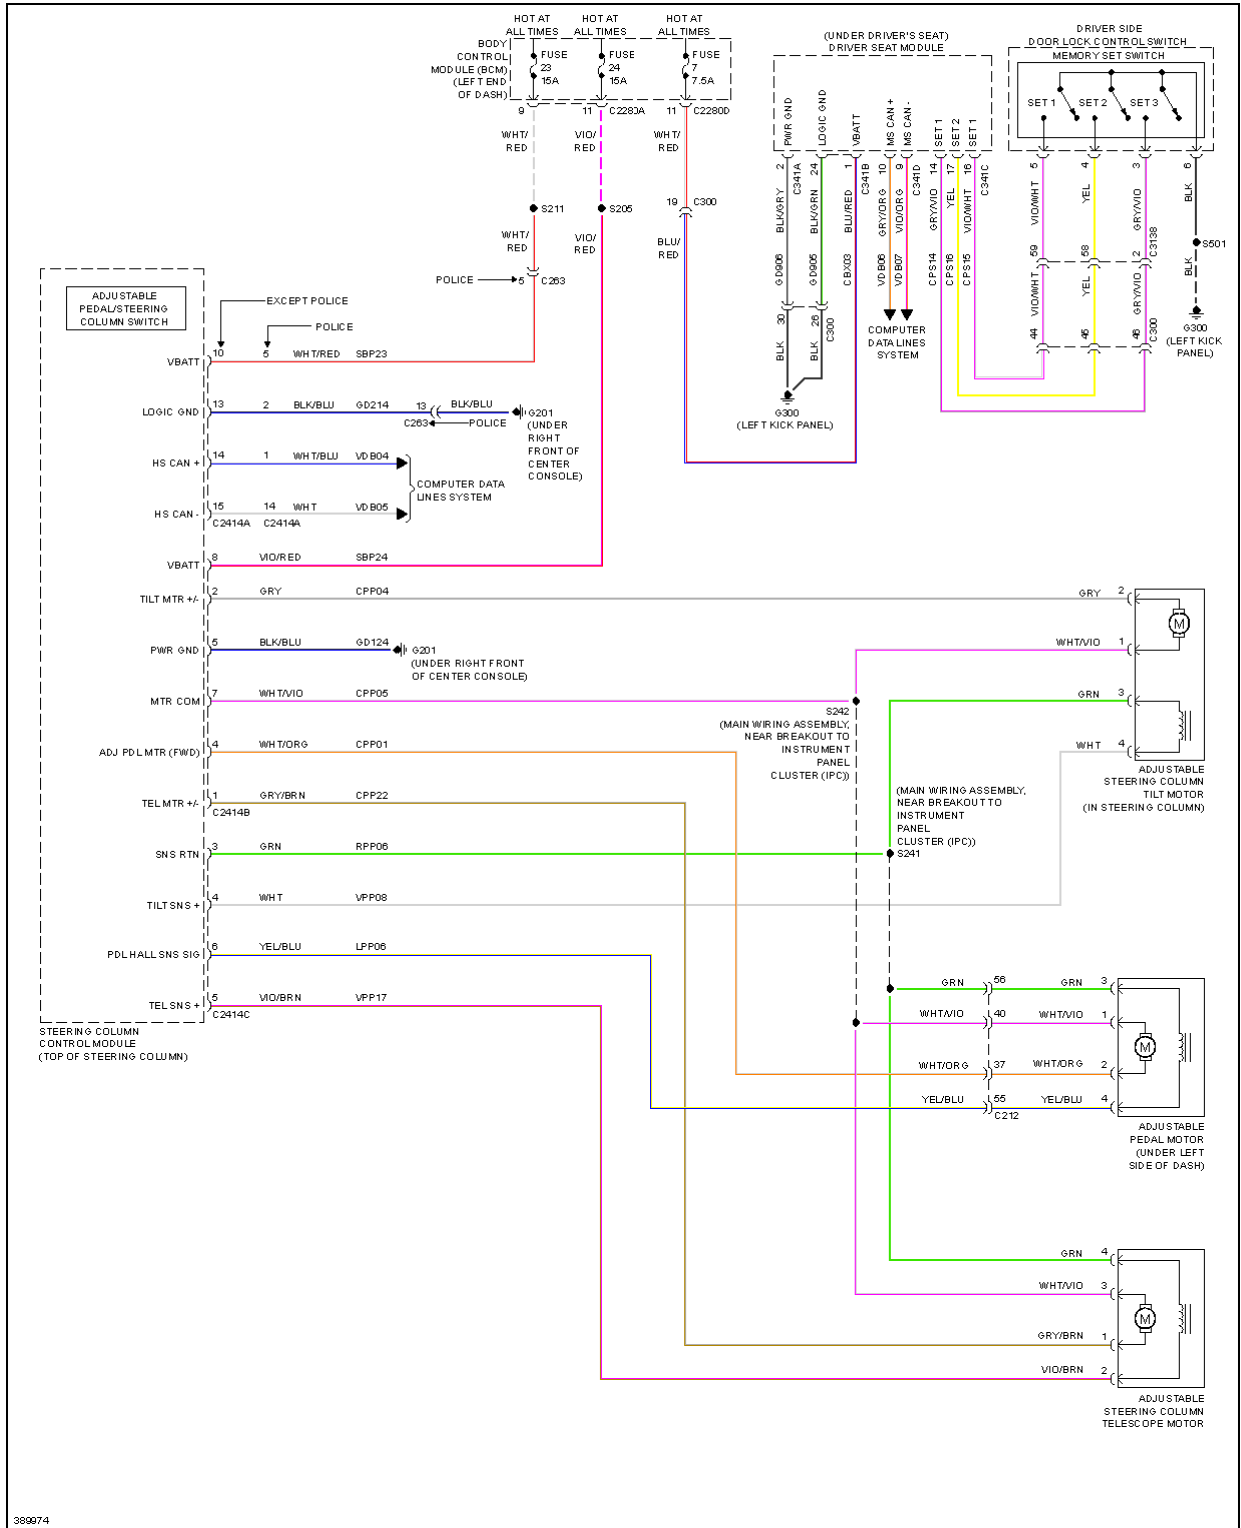 HOT AT
ALL TIMES
HOT AT
ALL TIMES
HOT AT
ALL TIMES
BODY
CONTROL
MODULE (BCM)
(LEFT END
OF DASH)
FUSE
23
15A
FUSE
24
15A
FUSE
7
7.5A
9
11
C2280A
11
C2280D
WHT/
RED
VIO/
RED
WHT/
RED
S211
S205
19
C300
WHT/
RED
VIO/
RED
BLU/
RED
POLICE
5
C263
(UNDER DRIVER'S SEAT)
DRIVER SEAT MODULE
PWR GND
LOGIC GND
VBATT
MS CAN +
MS CAN -
SET 1
SET 2
SET 1
2
C341A
24
1
C341B
10
9
C341D
14
17
16
C341C
BLK/GRY
BLK/GRN
BLU/RED
GRY/ORG
VIO/ORG
GRY/VIO
YEL
VIO/WHT
GD906
GD905
CBX03
VDB06
VDB07
CPS14
CPS16
CPS15
30
26
C300
BLK
BLK
G300
(LEFT KICK PANEL)
COMPUTER
DATA LINES
SYSTEM
DRIVER SIDE
DOOR LOCK CONTROL SWITCH
MEMORY SET SWITCH
SET 1
SET 2
SET 3
5
4
3
6
VIO/WHT
YEL
GRY/VIO
BLK
59
58
2
C3138
S501
VIO/WHT
YEL
GRY/VIO
BLK
44
45
46
C300
G300
(LEFT KICK
PANEL)
ADJUSTABLE
PEDAL/STEERING
COLUMN SWITCH
EXCEPT POLICE
POLICE
VBATT
10
5
WHT/RED
SBP23
LOGIC GND
13
2
BLK/BLU
GD214
13
BLK/BLU
C263
POLICE
G201
(UNDER
RIGHT
FRONT OF
CENTER
CONSOLE)
HS CAN +
14
1
WHT/BLU
VDB04
COMPUTER DATA
LINES SYSTEM
HS CAN -
15
14
WHT
VDB05
C2414A
C2414A
VBATT
8
VIO/RED
SBP24
TILT MTR +/-
2
GRY
CPP04
GRY
2
PWR GND
5
BLK/BLU
GD124
G201
(UNDER RIGHT FRONT
OF CENTER CONSOLE)
WHT/VIO
1
MTR COM
7
WHT/VIO
CPP05
GRN
3
S242
(MAIN WIRING ASSEMBLY,
NEAR BREAKOUT TO
INSTRUMENT
PANEL
CLUSTER (IPC))
ADJ PDL MTR (FWD)
4
WHT/ORG
CPP01
WHT
4
M
ADJUSTABLE
STEERING COLUMN
TILT MOTOR
(IN STEERING COLUMN)
TEL MTR +/-
1
GRY/BRN
CPP22
C2414B
(MAIN WIRING ASSEMBLY,
NEAR BREAKOUT TO
INSTRUMENT
PANEL
CLUSTER (IPC))
S241
SNS RTN
3
GRN
RPP06
TILT SNS +
4
WHT
VPP08
PDL HALL SNS SIG
6
YEL/BLU
LPP06
TEL SNS +
5
VIO/BRN
VPP17
C2414C
STEERING COLUMN
CONTROL MODULE
(TOP OF STEERING COLUMN)
GRN
56
GRN
3
WHT/VIO
40
WHT/VIO
1
M
WHT/ORG
37
WHT/ORG
2
YEL/BLU
55
YEL/BLU
4
C212
ADJUSTABLE
PEDAL MOTOR
(UNDER LEFT
SIDE OF DASH)
GRN
4
WHT/VIO
3
M
GRY/BRN
1
VIO/BRN
2
ADJUSTABLE
STEERING COLUMN
TELESCOPE MOTOR
389974